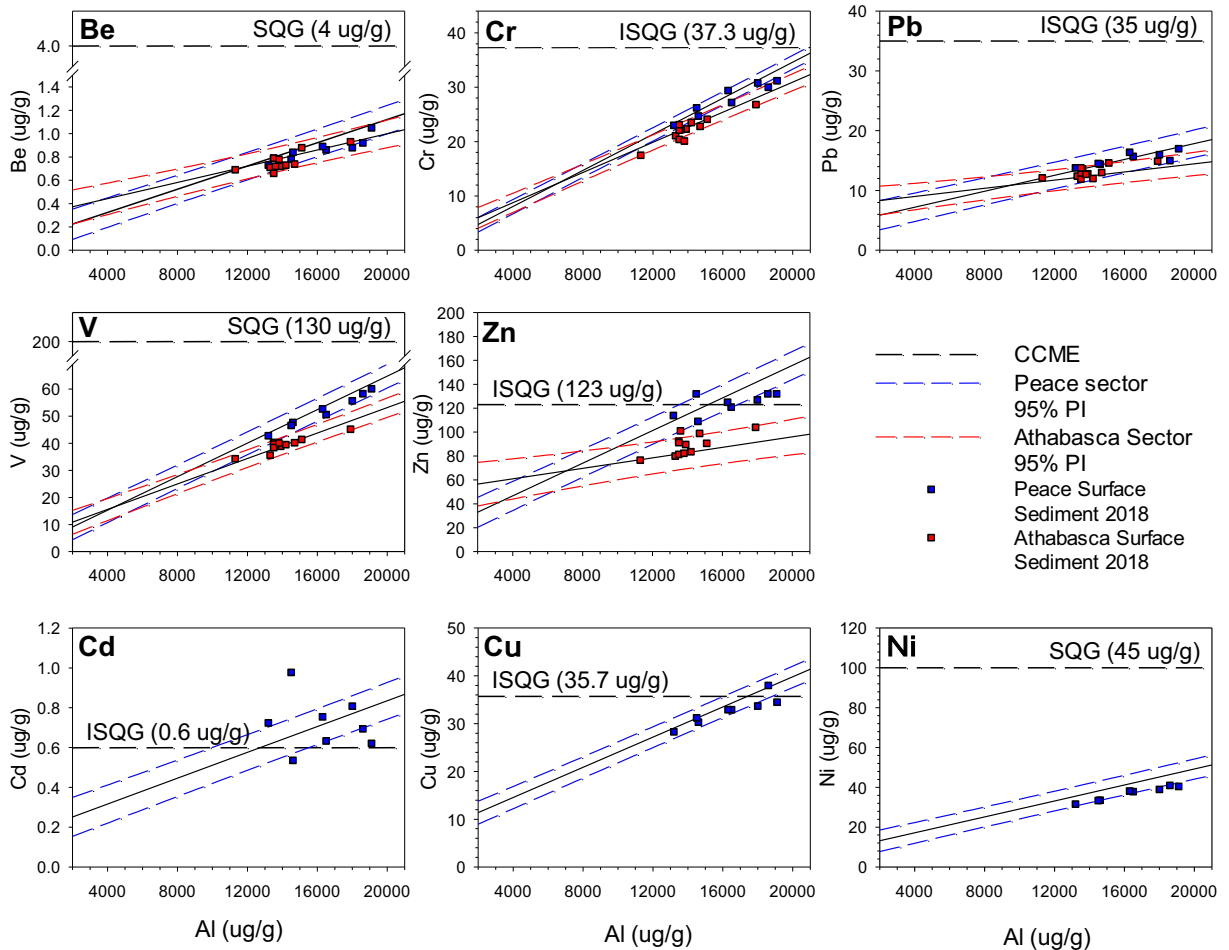 Be
SQG (4 ug/g)
4.0
1.4
1.2
1.0
0.8
0.6
0.4
0.2
0.0
Be (ug/g)
4000 8000 12000 16000 20000
Cr
ISQG (37.3 ug/g)
40
30
20
10
0
Cr (ug/g)
4000 8000 12000 16000 20000
Pb
ISQG (35 ug/g)
40
30
20
10
0
Pb (ug/g)
4000 8000 12000 16000 20000
V
SQG (130 ug/g)
200
60
50
40
30
20
10
0
V (ug/g)
4000 8000 12000 16000 20000
Zn
ISQG (123 ug/g)
200
180
160
140
120
100
80
60
40
20
0
Zn (ug/g)
4000 8000 12000 16000 20000
CCME
Peace sector
95% PI
Athabasca Sector
95% PI
Peace Surface
Sediment 2018
Athabasca Surface
Sediment 2018
Cd
ISQG (0.6 ug/g)
1.2
1.0
0.8
0.6
0.4
0.2
0.0
Cd (ug/g)
4000 8000 12000 16000 20000
Al (ug/g)
Cu
ISQG (35.7 ug/g)
50
40
30
20
10
0
Cu (ug/g)
4000 8000 12000 16000 20000
Al (ug/g)
Ni
SQG (45 ug/g)
120
100
80
60
40
20
0
Ni (ug/g)
4000 8000 12000 16000 20000
Al (ug/g)